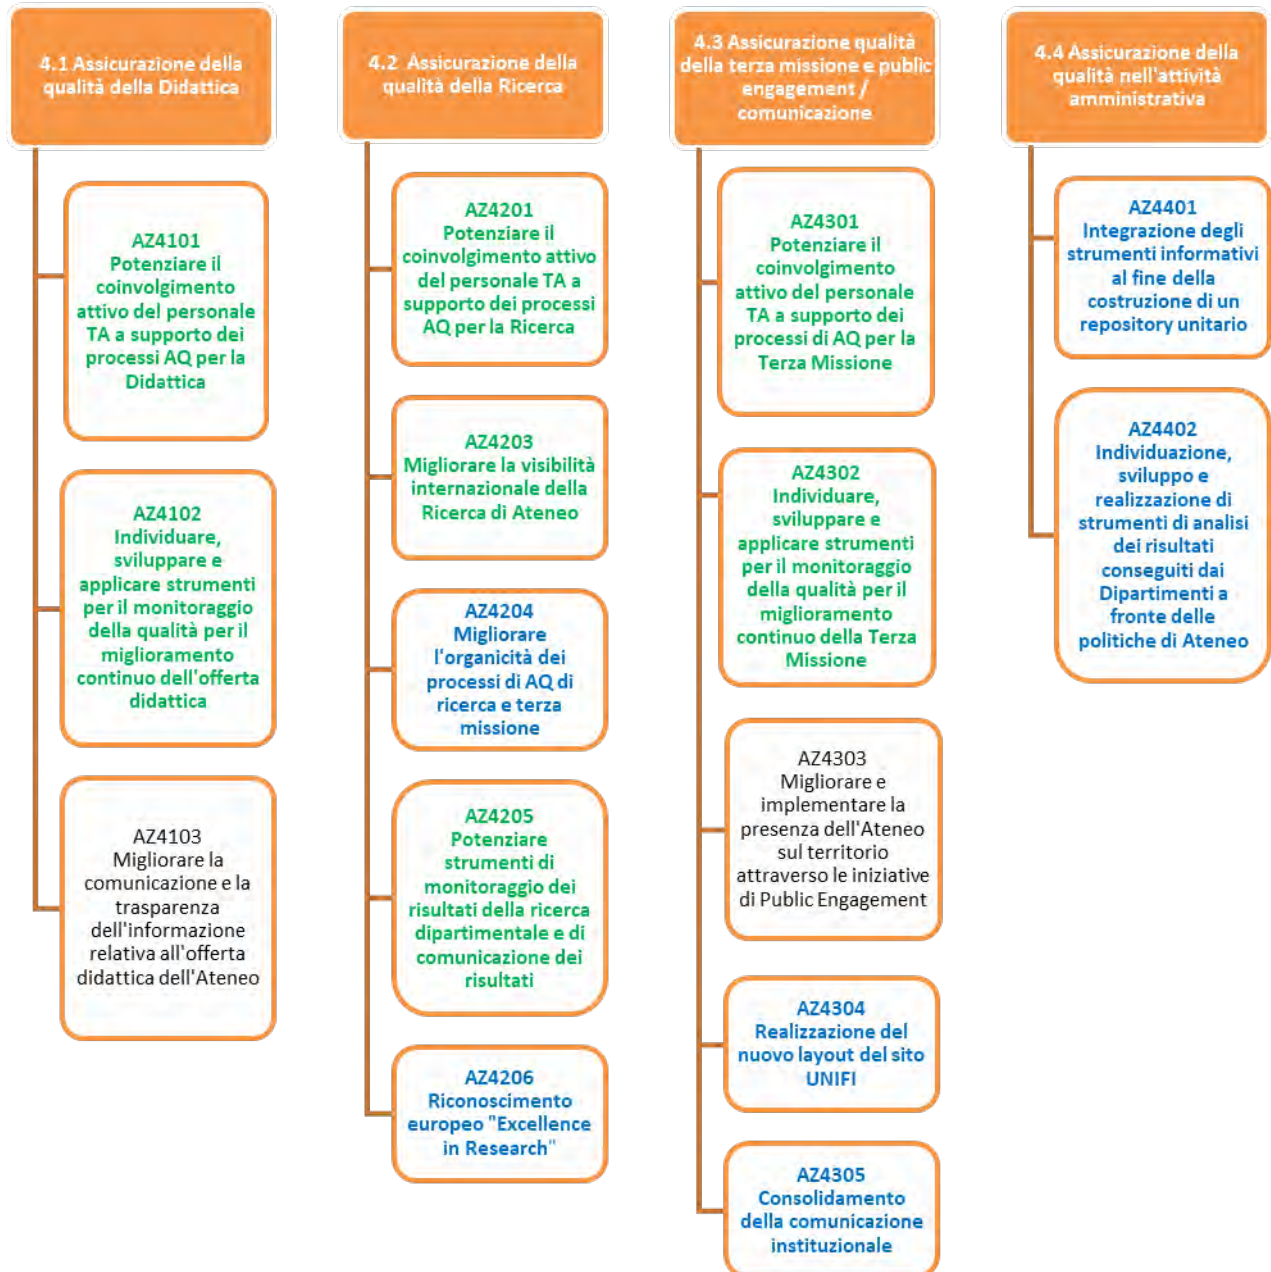 4.1 Assicurazione della
qualità della Didattica
AZ4101
Potenziare il
coinvolgimento
attivo del personale
TA a supporto dei
processi AQ per la
Didattica
AZ4102
Individuare,
sviluppare e
applicare strumenti
per il monitoraggio
della qualità per il
miglioramento
continuo dell'offerta
didattica
AZ4103
Migliorare la
comunicazione e la
trasparenza
dell'informazione
relativa all'offerta
didattica dell'Ateneo
4.2 Assicurazione della
qualità della Ricerca
AZ4201
Potenziare il
coinvolgimento attivo
del personale TA a
supporto dei processi
AQ per la Ricerca
AZ4203
Migliorare la visibilità
internazionale della
Ricerca di Ateneo
AZ4204
Migliorare
l'organicità dei
processi di AQ di
ricerca e terza
missione
AZ4205
Potenziare
strumenti di
monitoraggio dei
risultati della ricerca
dipartimentale e di
comunicazione dei
risultati
AZ4206
Riconoscimento
europeo "Excellence
in Research"
4.3 Assicurazione qualità
della terza missione e public
engagement /
comunicazione
AZ4301
Potenziare il
coinvolgimento
attivo del personale
TA a supporto dei
processi di AQ per la
Terza Missione
AZ4302
Individuare,
sviluppare e
applicare strumenti
per il monitoraggio
della qualità per il
miglioramento
continuo della Terza
Missione
AZ4303
Migliorare e
implementare la
presenza dell'Ateneo
sul territorio
attraverso le iniziative
di Public Engagement
AZ4304
Realizzazione del
nuovo layout del sito
UNIFI
AZ4305
Consolidamento
della comunicazione
instituzionale
4.4 Assicurazione della
qualità nell'attività
amministrativa
AZ4401
Integrazione degli
strumenti informativi
al fine della
costruzione di un
repository unitario
AZ4402
Individuazione,
sviluppo e
realizzazione di
strumenti di analisi
dei risultati
conseguiti dai
Dipartimenti a
fronte delle
politiche di Ateneo